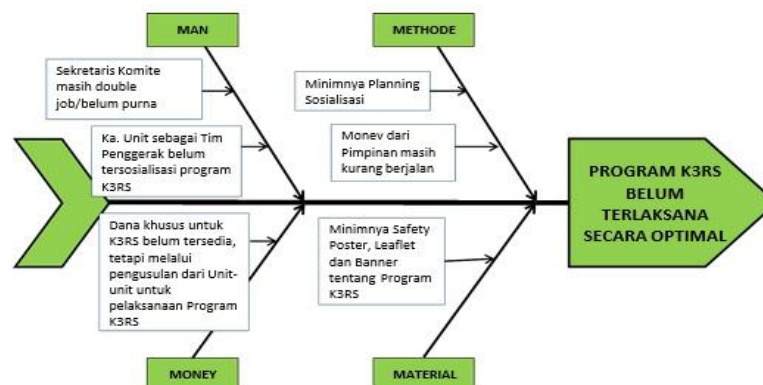 MAN
METHODE
Sekretaris Komite
masih double
job/belum purna
Minimnya Planning
Sosialisasi
Ka. Unit sebagai Tim
Penggerak belum
tersosialisasi program
K3RS
Monev dari
Pimpinan masih
kurang berjalan
PROGRAM K3RS
BELUM
TERLAKSANA
SECARA OPTIMAL
Dana khusus untuk
K3RS belum tersedia,
tetapi melalui
pengusulan dari Unit-
unit untuk
pelaksanaan Program
K3RS
Minimnya Safety
Poster, Leaflet
dan Banner
tentang Program
K3RS
MONEY
MATERIAL